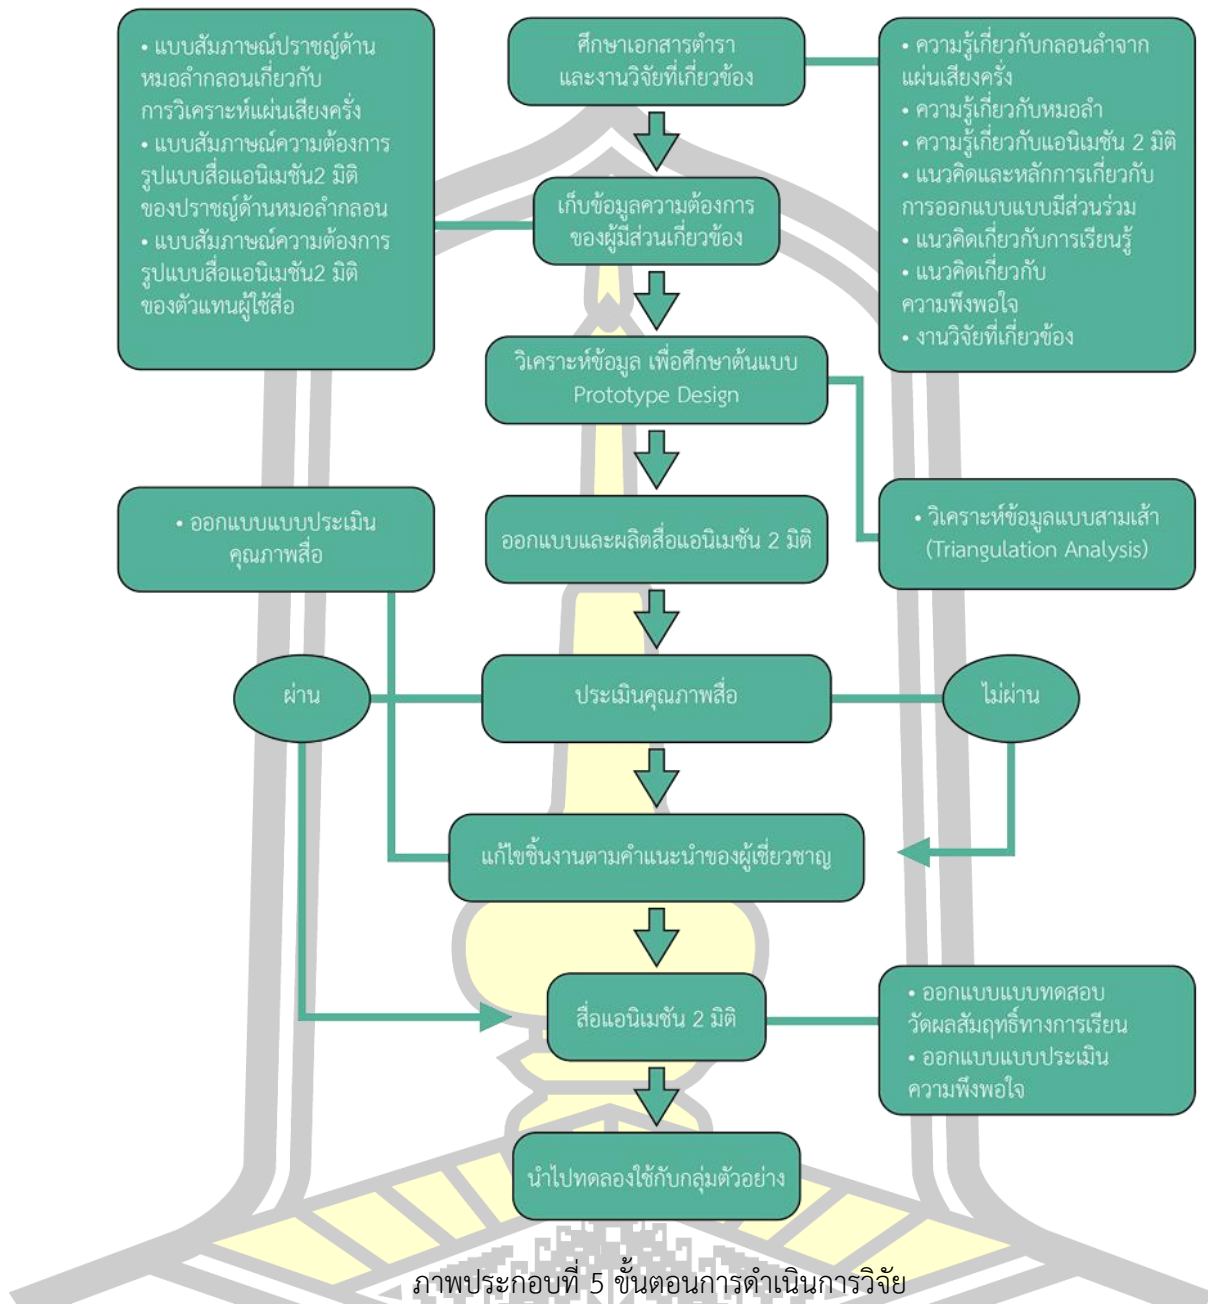 ศึกษาเอกสารตำรา
และงานวิจัยที่เกี่ยวข้อง
• ความรู้เกี่ยวกับกลอนลำจาก
แผ่นเสียงครั่ง
• ความรู้เกี่ยวกับหมอลำ
• ความรู้เกี่ยวกับแอนิเมชัน 2 มิติ
• แนวคิดและหลักการเกี่ยวกับ
การออกแบบแบบมีส่วนร่วม
• แนวคิดเกี่ยวกับการเรียนรู้
• แนวคิดเกี่ยวกับ
ความพึงพอใจ
• งานวิจัยที่เกี่ยวข้อง
• แบบสัมภาษณ์ปราชญ์ด้าน
หมอลำกลอนเกี่ยวกับ
การวิเคราะห์แผ่นเสียงครั่ง
• แบบสัมภาษณ์ความต้องการ
รูปแบบสื่อแอนิเมชัน2 มิติ
ของปราชญ์ด้านหมอลำกลอน
• แบบสัมภาษณ์ความต้องการ
รูปแบบสื่อแอนิเมชัน2 มิติ
ของตัวแทนผู้ใช้สื่อ
เก็บข้อมูลความต้องการ
ของผู้มีส่วนเกี่ยวข้อง
วิเคราะห์ข้อมูล เพื่อศึกษาต้นแบบ
Prototype Design
• วิเคราะห์ข้อมูลแบบสามเส้า
(Triangulation Analysis)
ออกแบบและผลิตสื่อแอนิเมชัน 2 มิติ
• ออกแบบแบบประเมิน
คุณภาพสื่อ
ผ่าน
ประเมินคุณภาพสื่อ
ไม่ผ่าน
แก้ไขชิ้นงานตามคำแนะนำของผู้เชี่ยวชาญ
สื่อแอนิเมชัน 2 มิติ
• ออกแบบแบบทดสอบ
วัดผลสัมฤทธิ์ทางการเรียน
• ออกแบบแบบประเมิน
ความพึงพอใจ
นำไปทดลองใช้กับกลุ่มตัวอย่าง
ภาพประกอบที่ 5 ขั้นตอนการดำเนินการวิจัย